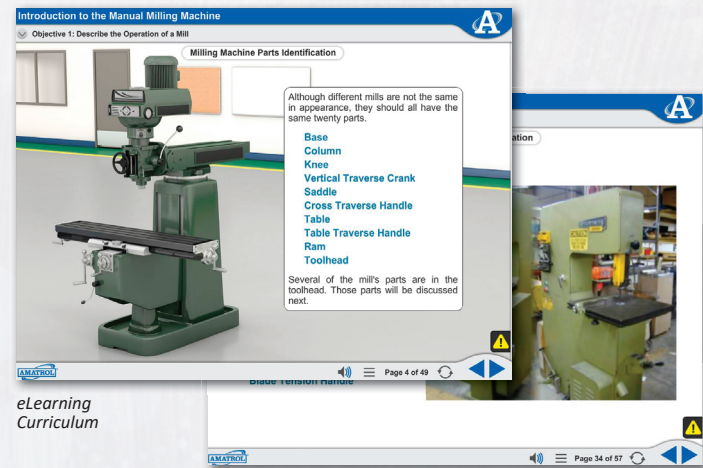 Introduction to the Manual Milling Machine
Objective 1: Describe the Operation of a Mill
Milling Machine Parts Identification
Although different mills are not the same
in appearance, they should all have the
same twenty parts.
Base
Column
Knee
Vertical Traverse Crank
Saddle
Cross Traverse Handle
Table
Table Traverse Handle
Ram
Toolhead
Several of the mill's parts are in the
toolhead. Those parts will be discussed
next.
AMATROL
Page 4 of 49
A
ation
A
Blade Tension Handle
AMATROL
Page 34 of 57
eLearning
Curriculum